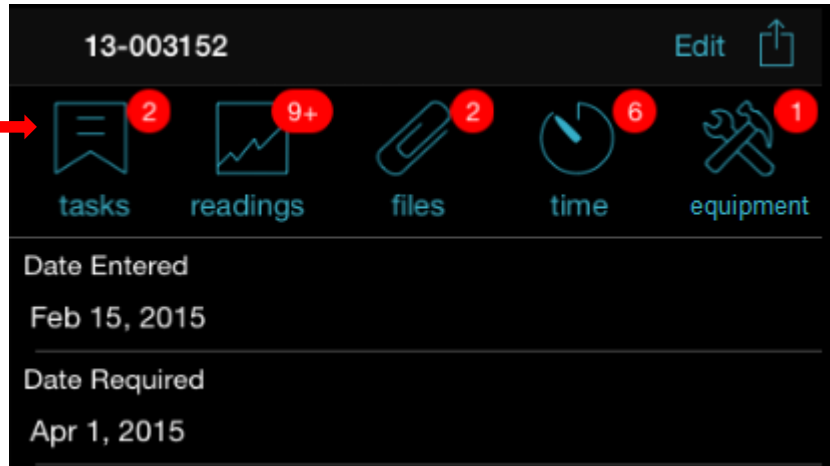 13-003152 Edit
2 9+ 2 6 1
tasks readings files time equipment
Date Entered
Feb 15, 2015
Date Required
Apr 1, 2015